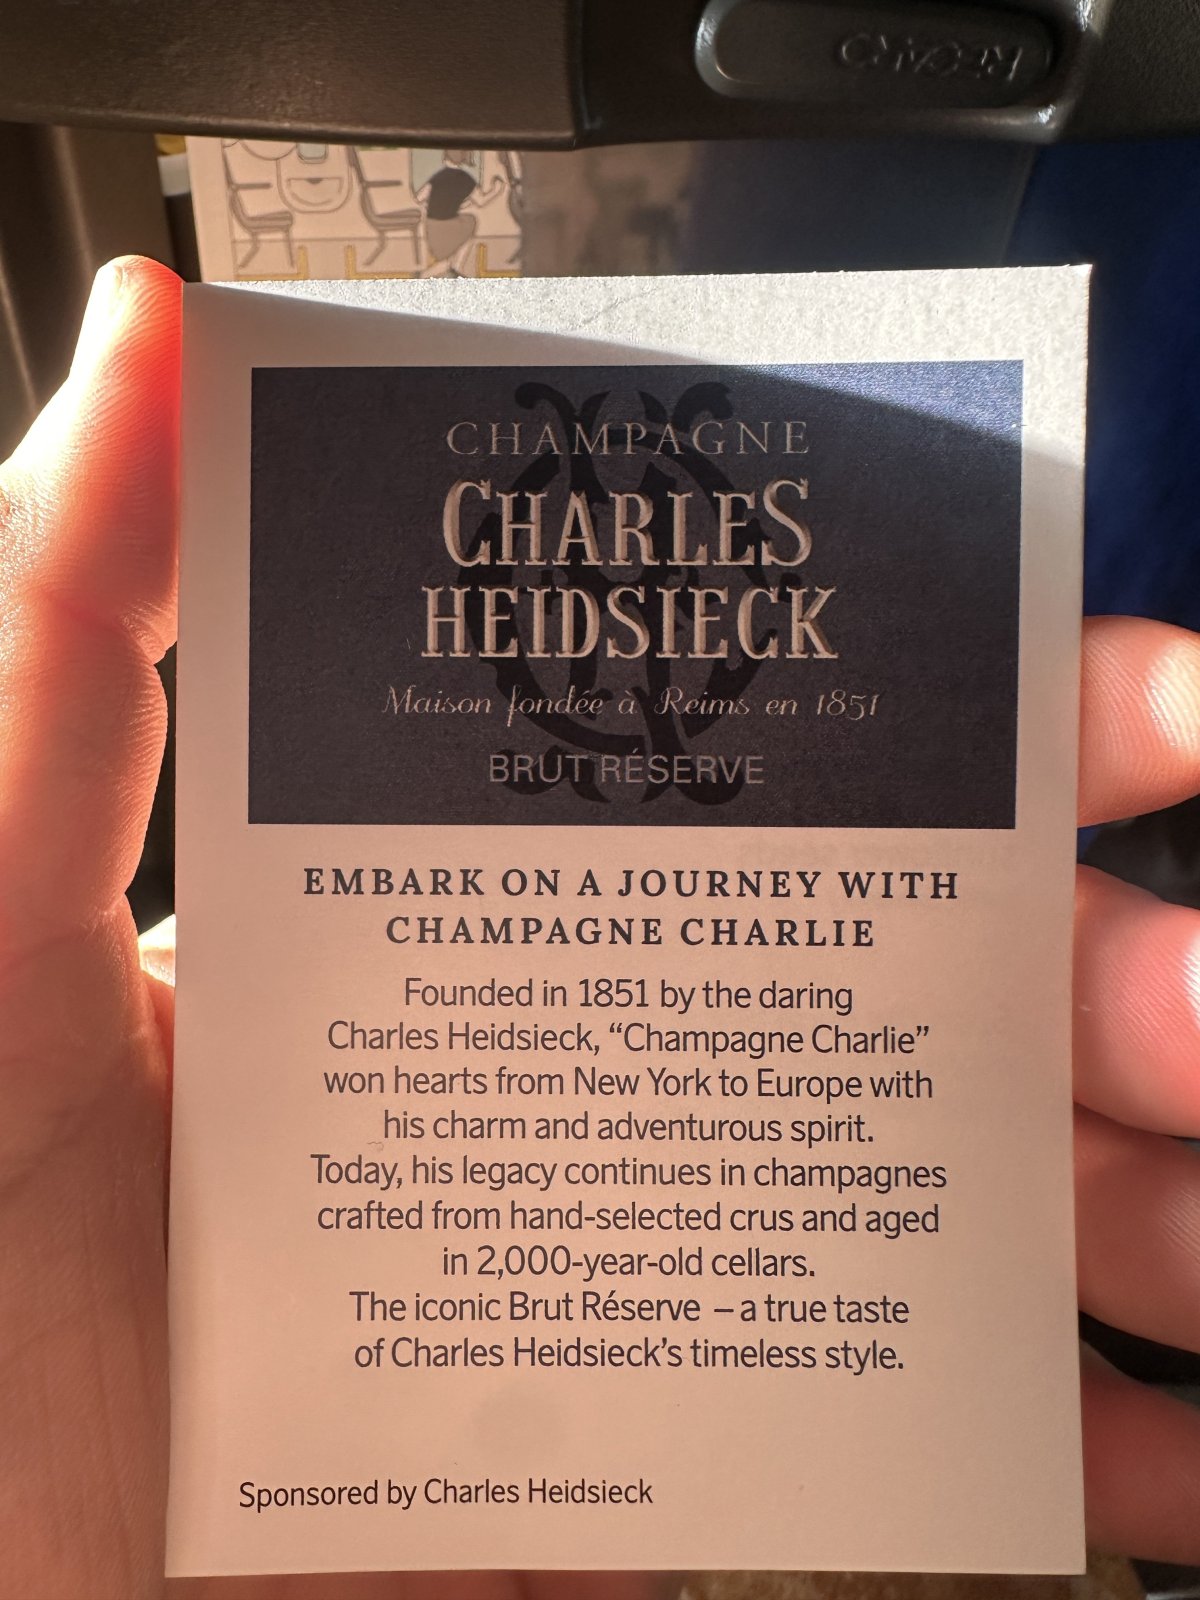 RECARO
CHAMPAGNE
CHARLES
HEIDSIECK
Maison fondée à Reims en 1851
BRUT RÉSERVE
EMBARK ON A JOURNEY WITH
CHAMPAGNE CHARLIE
Founded in 1851 by the daring
Charles Heidsieck, “Champagne Charlie”
won hearts from New York to Europe with
his charm and adventurous spirit.
Today, his legacy continues in champagnes
crafted from hand-selected crus and aged
in 2,000-year-old cellars.
The iconic Brut Réserve – a true taste
of Charles Heidsieck’s timeless style.
Sponsored by Charles Heidsieck